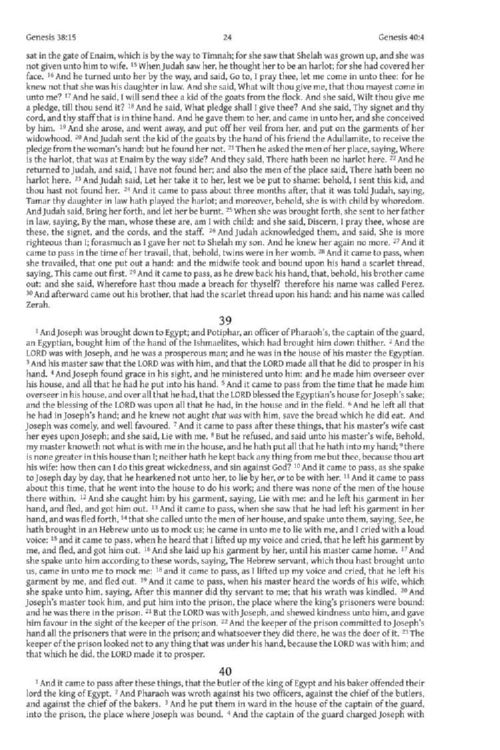 Genesis 38:15 24 Genesis 40:4
sat in the gate of Enaim, which is by the way to Timnah; for she saw that Shelah was grown up, and she was
not given unto him to wife. 15 When Judah saw her, he thought her to be an harlot; for she had covered her
face. 16 And he turned unto her by the way, and said, Go to, I pray thee, let me come in unto thee: for he
knew not that she was his daughter in law. And she said, What wilt thou give me, that thou mayest come in
unto me? 17 And he said, I will send thee a kid of the goats from the flock. And she said, Wilt thou give me
a pledge, till thou send it? 18 And he said, What pledge shall I give thee? And she said, Thy signet and thy
cord, and thy staff that is in thine hand. And he gave them to her, and came in unto her, and she conceived
by him. 19 And she arose, and went away, and put off her veil from her, and put on the garments of her
widowhood. 20 And Judah sent the kid of the goats by the hand of his friend the Adullamite, to receive the
pledge from the woman's hand: but he found her not. 21 Then he asked the men of her place, saying, Where
is the harlot, that was at Enaim by the way side? And they said, There hath been no harlot here. 22 And he
returned to Judah, and said, I have not found her; and also the men of the place said, There hath been no
harlot here. 23 And Judah said, Let her take it to her, lest we be put to shame: behold, I sent this kid, and
thou hast not found her. 24 And it came to pass about three months after, that it was told Judah, saying,
Tamar thy daughter in law hath played the harlot; and moreover, behold, she is with child by whoredom.
And Judah said, Bring her forth, and let her be burnt. 25 When she was brought forth, she sent to her father
in law, saying, By the man, whose these are, am I with child: and she said, Discern, I pray thee, whose are
these, the signet, and the cords, and the staff. 26 And Judah acknowledged them, and said, She is more
righteous than I; forasmuch as I gave her not to Shelah my son. And he knew her again no more. 27 And it
came to pass in the time of her travail, that, behold, twins were in her womb. 28 And it came to pass, when
she travailed, that one put out a hand: and the midwife took and bound upon his hand a scarlet thread,
saying, This came out first. 29 And it came to pass, as he drew back his hand, that, behold, his brother came
out: and she said, Wherefore hast thou made a breach for thyself? therefore his name was called Perez.
30 And afterward came out his brother, that had the scarlet thread upon his hand: and his name was called
Zerah.
39
1 And Joseph was brought down to Egypt; and Potiphar, an officer of Pharaoh's, the captain of the guard,
an Egyptian, bought him of the hand of the Ishmaelites, which had brought him down thither. 2 And the
LORD was with Joseph, and he was a prosperous man; and he was in the house of his master the Egyptian.
3 And his master saw that the LORD was with him, and that the LORD made all that he did to prosper in his
hand. 4 And Joseph found grace in his sight, and he ministered unto him: and he made him overseer over
his house, and all that he had he put into his hand. 5 And it came to pass from the time that he made him
overseer in his house, and over all that he had, that the LORD blessed the Egyptian's house for Joseph's sake;
and the blessing of the LORD was upon all that he had, in the house and in the field. 6 And he left all that
he had in Joseph's hand; and he knew not aught that was with him, save the bread which he did eat. And
Joseph was comely, and well favoured. 7 And it came to pass after these things, that his master's wife cast
her eyes upon Joseph; and she said, Lie with me. 8 But he refused, and said unto his master's wife, Behold,
my master knoweth not what is with me in the house, and he hath put all that he hath into my hand; 9 there
is none greater in this house than I; neither hath he kept back any thing from me but thee, because thou art
his wife: how then can I do this great wickedness, and sin against God? 10 And it came to pass, as she spake
to Joseph day by day, that he hearkened not unto her, to lie by her, or to be with her. 11 And it came to pass
about this time, that he went into the house to do his work; and there was none of the men of the house
there within. 12 And she caught him by his garment, saying, Lie with me: and he left his garment in her
hand, and fled, and got him out. 13 And it came to pass, when she saw that he had left his garment in her
hand, and was fled forth, 14 that she called unto the men of her house, and spake unto them, saying, See, he
hath brought in an Hebrew unto us to mock us; he came in unto me to lie with me, and I cried with a loud
voice: 15 and it came to pass, when he heard that I lifted up my voice and cried, that he left his garment by
me, and fled, and got him out. 16 And she laid up his garment by her, until his master came home. 17 And
she spake unto him according to these words, saying, The Hebrew servant, which thou hast brought unto
us, came in unto me to mock me: 18 and it came to pass, as I lifted up my voice and cried, that he left his
garment by me, and fled out. 19 And it came to pass, when his master heard the words of his wife, which
she spake unto him, saying, After this manner did thy servant to me; that his wrath was kindled. 20 And
Joseph's master took him, and put him into the prison, the place where the king's prisoners were bound:
and he was there in the prison. 21 But the LORD was with Joseph, and shewed kindness unto him, and gave
him favour in the sight of the keeper of the prison. 22 And the keeper of the prison committed to Joseph's
hand all the prisoners that were in the prison; and whatsoever they did there, he was the doer of it. 23 The
keeper of the prison looked not to any thing that was under his hand, because the LORD was with him; and
that which he did, the LORD made it to prosper.
40
1 And it came to pass after these things, that the butler of the king of Egypt and his baker offended their
lord the king of Egypt. 2 And Pharaoh was wroth against his two officers, against the chief of the butlers,
and against the chief of the bakers. 3 And he put them in ward in the house of the captain of the guard,
into the prison, the place where Joseph was bound. 4 And the captain of the guard charged Joseph with